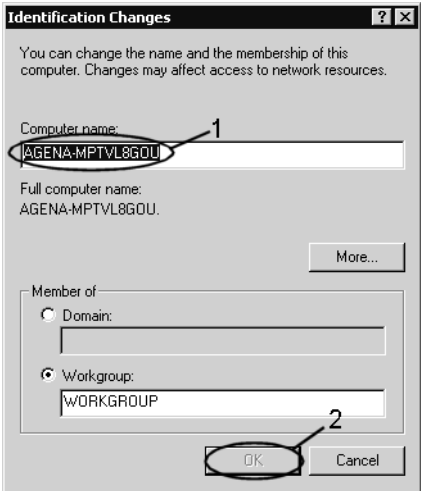 Identification Changes
You can change the name and the membership of this
computer. Changes may affect access to network resources.
Computer name:
1
AGENA-MPTVL8GOU
Full computer name:
AGENA-MPTVL8GOU.
More...
Member of
Domain:
Workgroup:
WORKGROUP
2
OK
Cancel